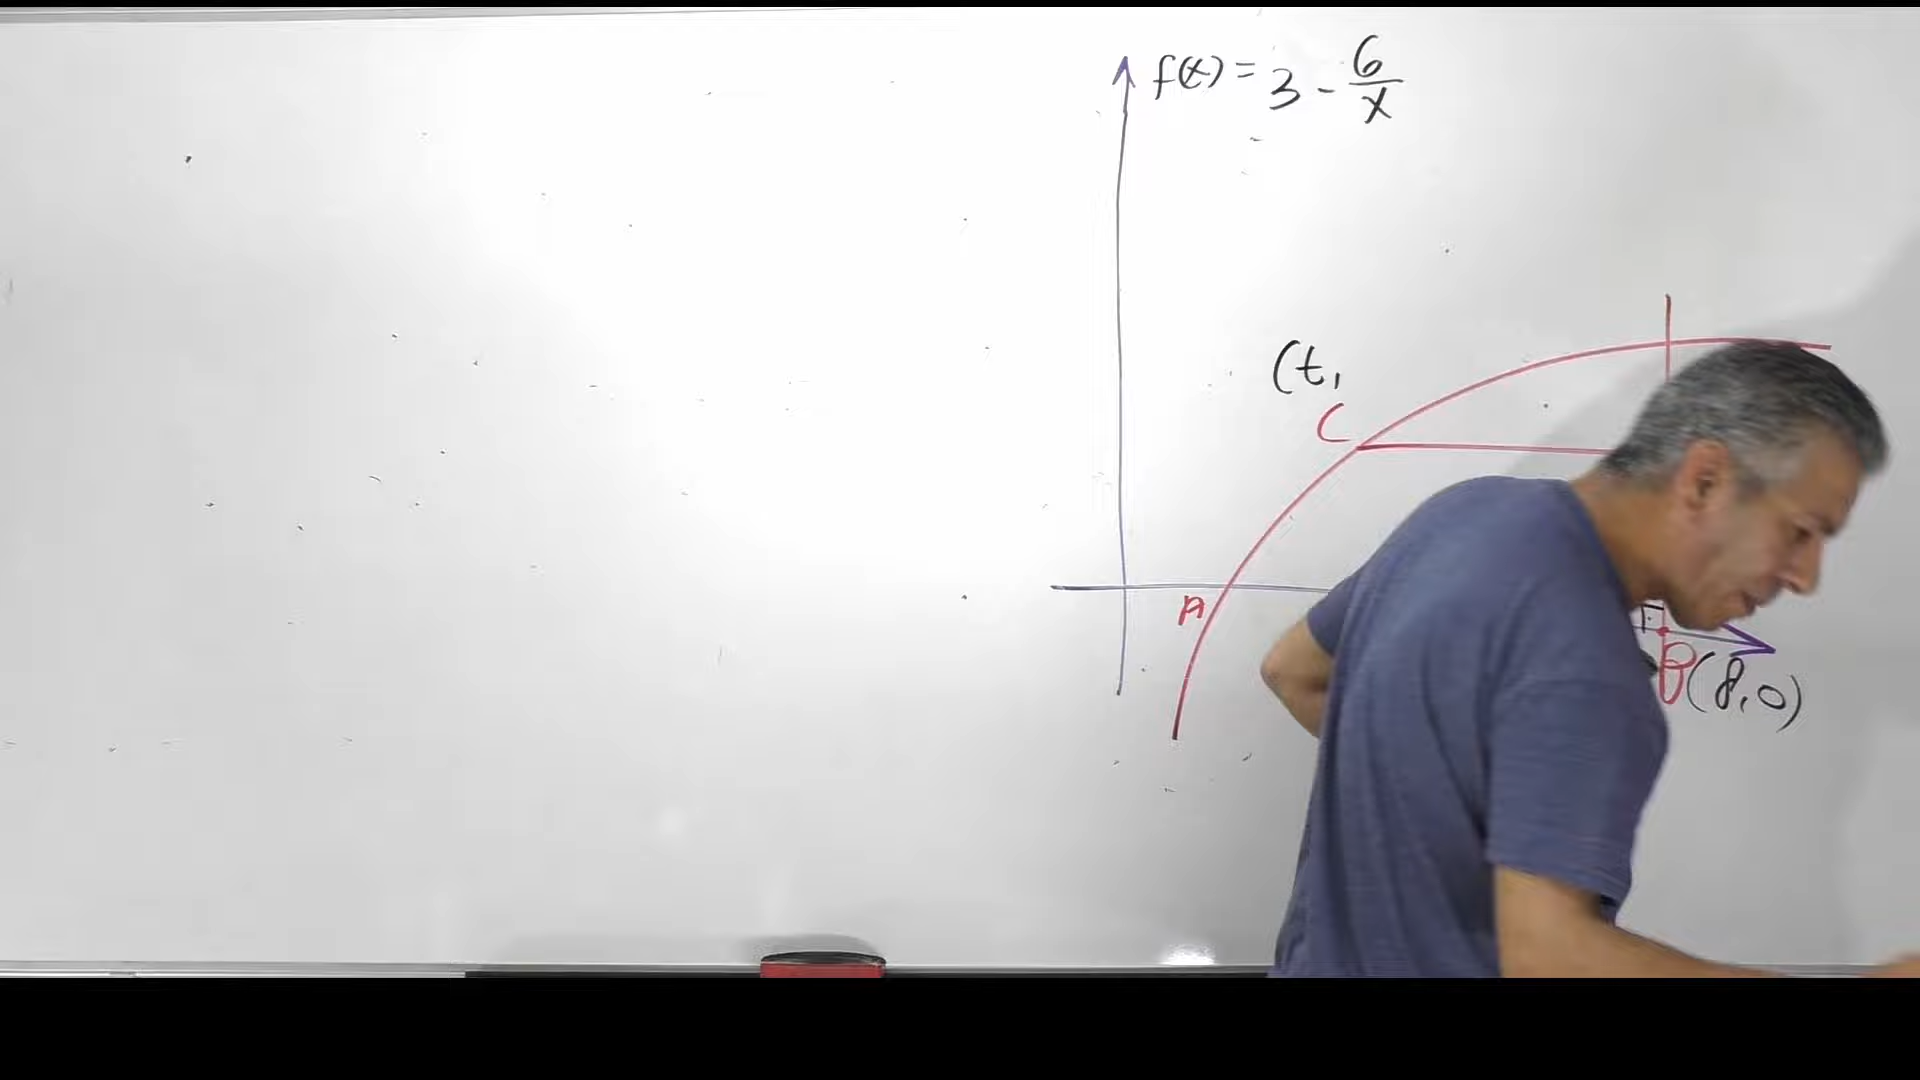 f(x) = 3 - 6/x
(t,
C
A
B(8,0)